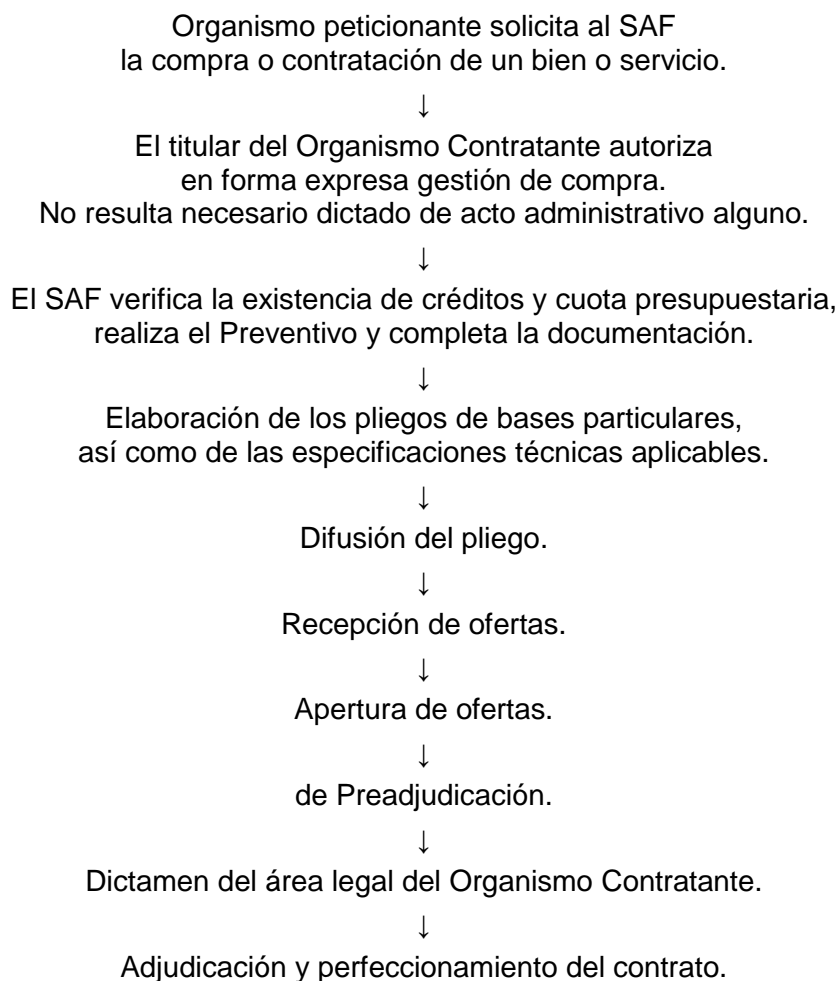 Organismo peticionante solicita al SAF
la compra o contratación de un bien o servicio.
↓
El titular del Organismo Contratante autoriza
en forma expresa gestión de compra.
No resulta necesario dictado de acto administrativo alguno.
↓
El SAF verifica la existencia de créditos y cuota presupuestaria,
realiza el Preventivo y completa la documentación.
↓
Elaboración de los pliegos de bases particulares,
así como de las especificaciones técnicas aplicables.
↓
Difusión del pliego.
↓
Recepción de ofertas.
↓
Apertura de ofertas.
↓
de Preadjudicación.
↓
Dictamen del área legal del Organismo Contratante.
↓
Adjudicación y perfeccionamiento del contrato.